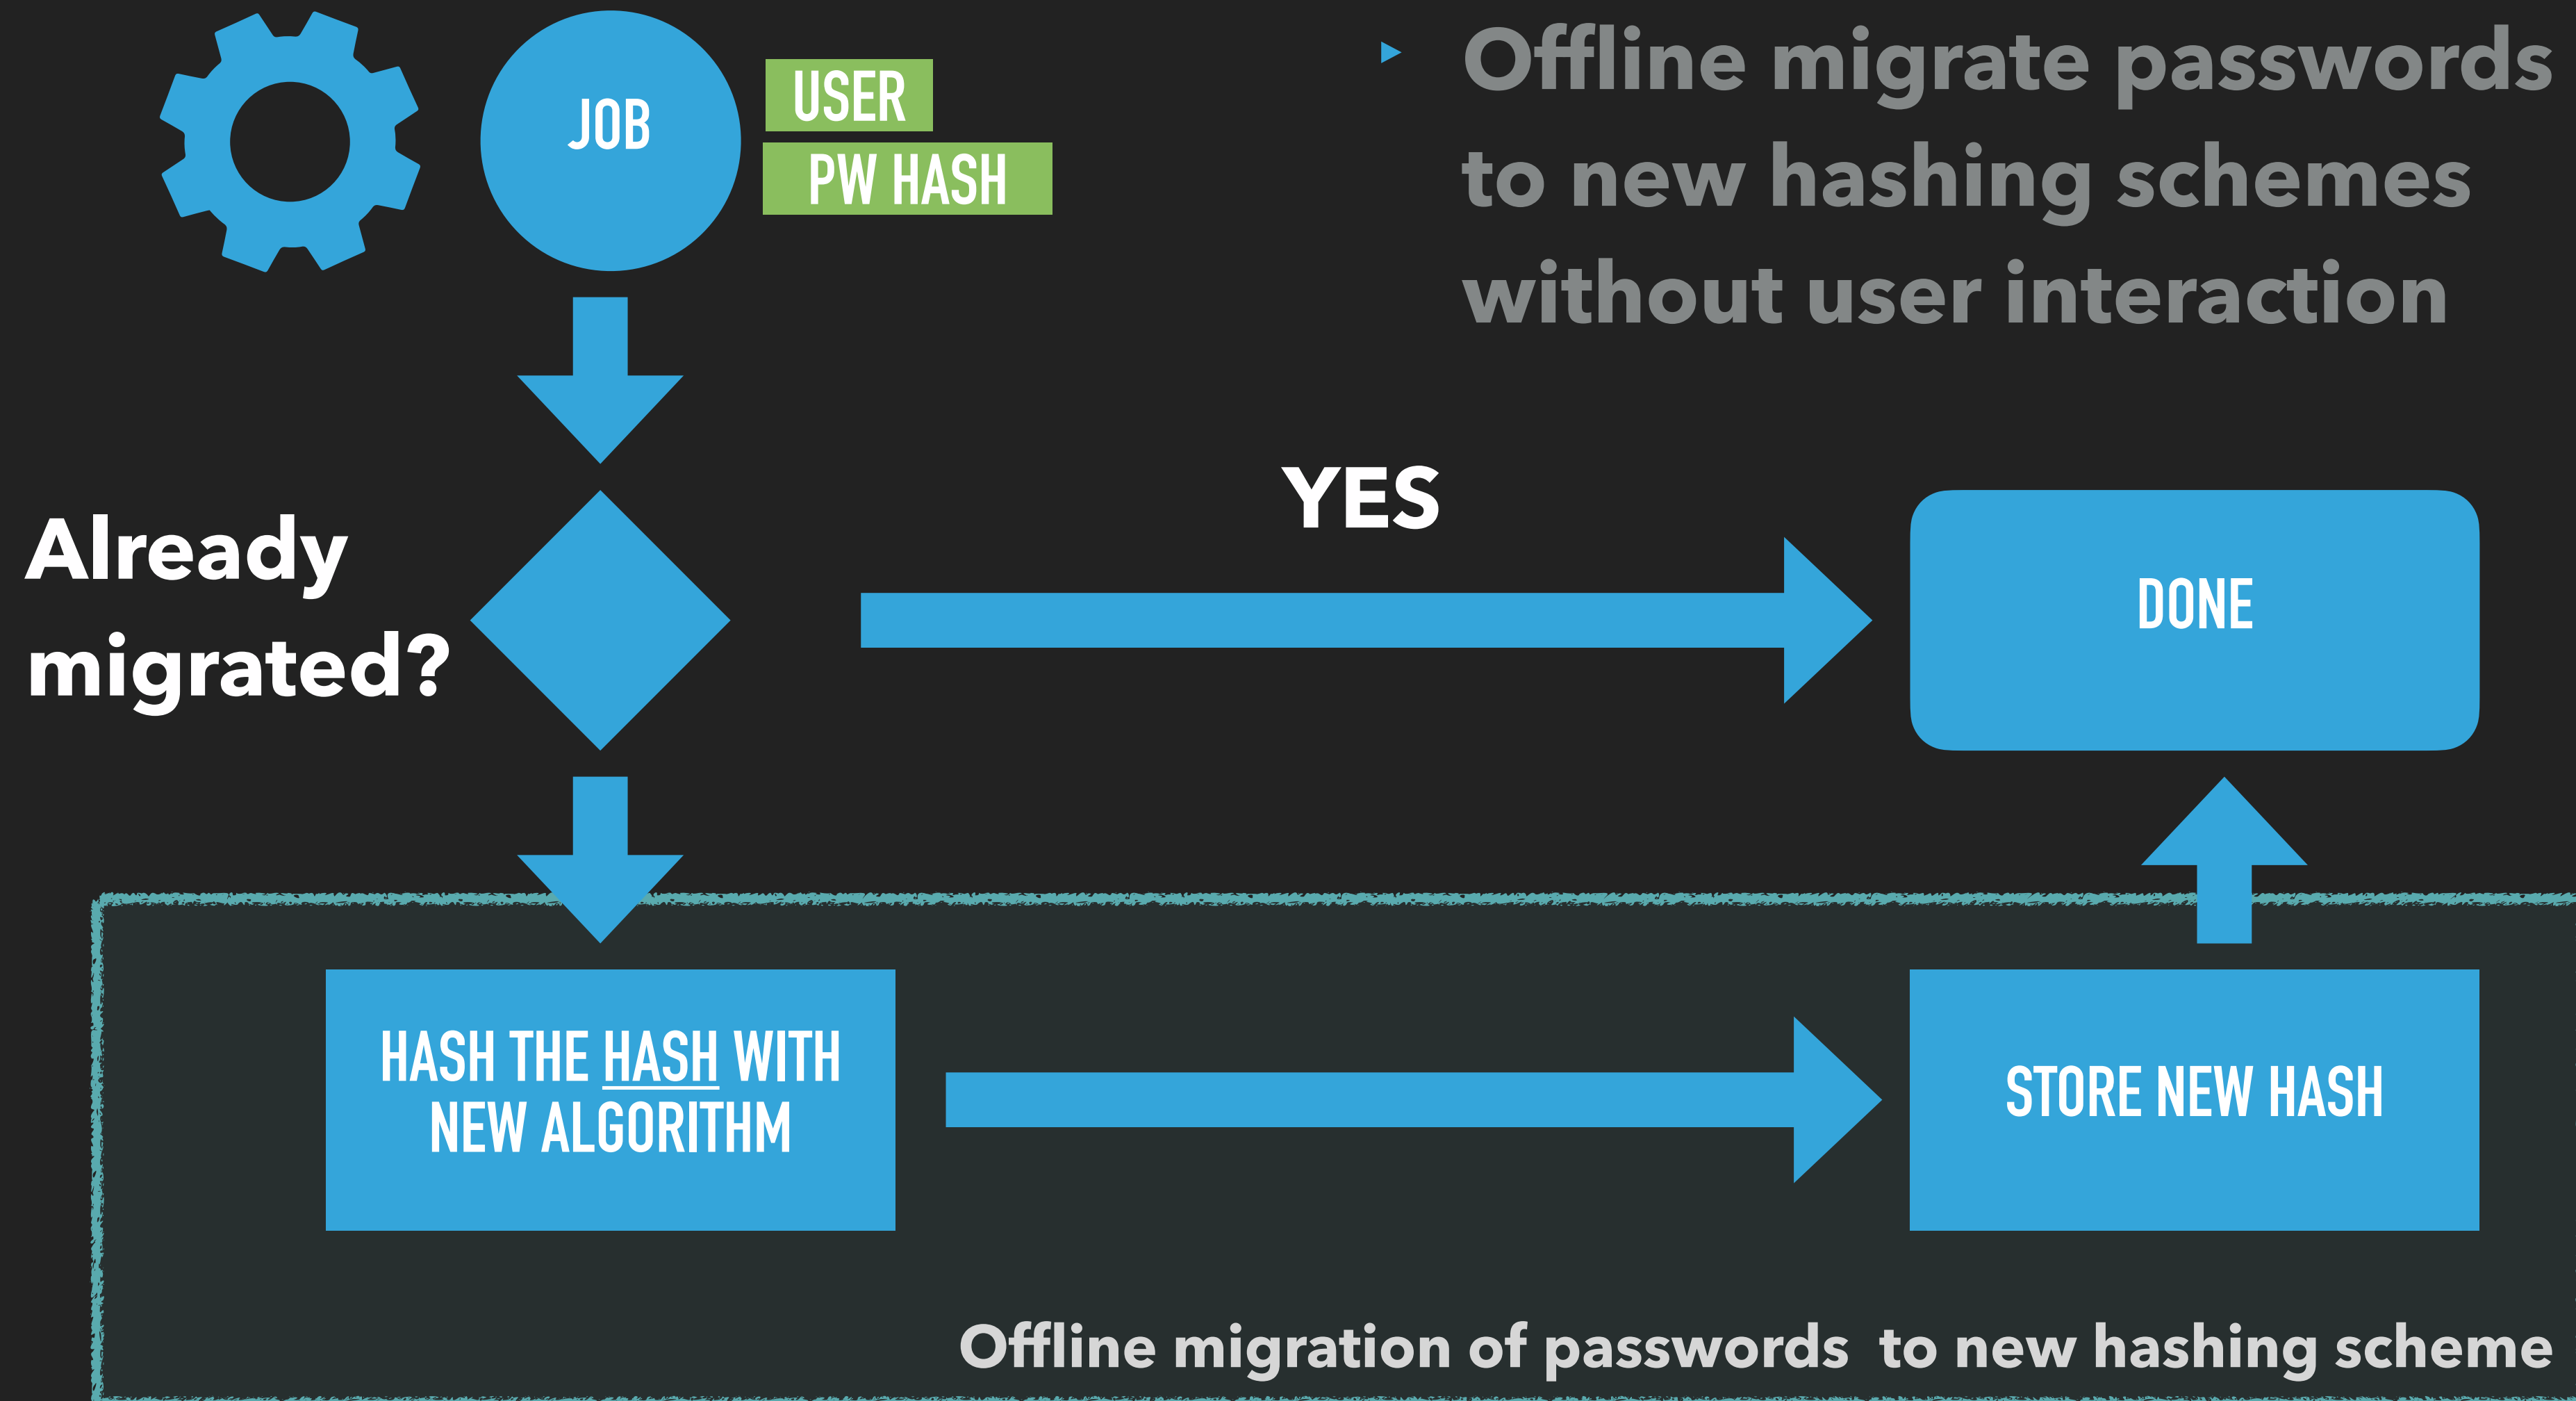 JOB
USER
PW HASH
▸ Offline migrate passwords
to new hashing schemes
without user interaction
Already
migrated?
YES
DONE
HASH THE HASH WITH
NEW ALGORITHM
STORE NEW HASH
Offline migration of passwords  to new hashing scheme